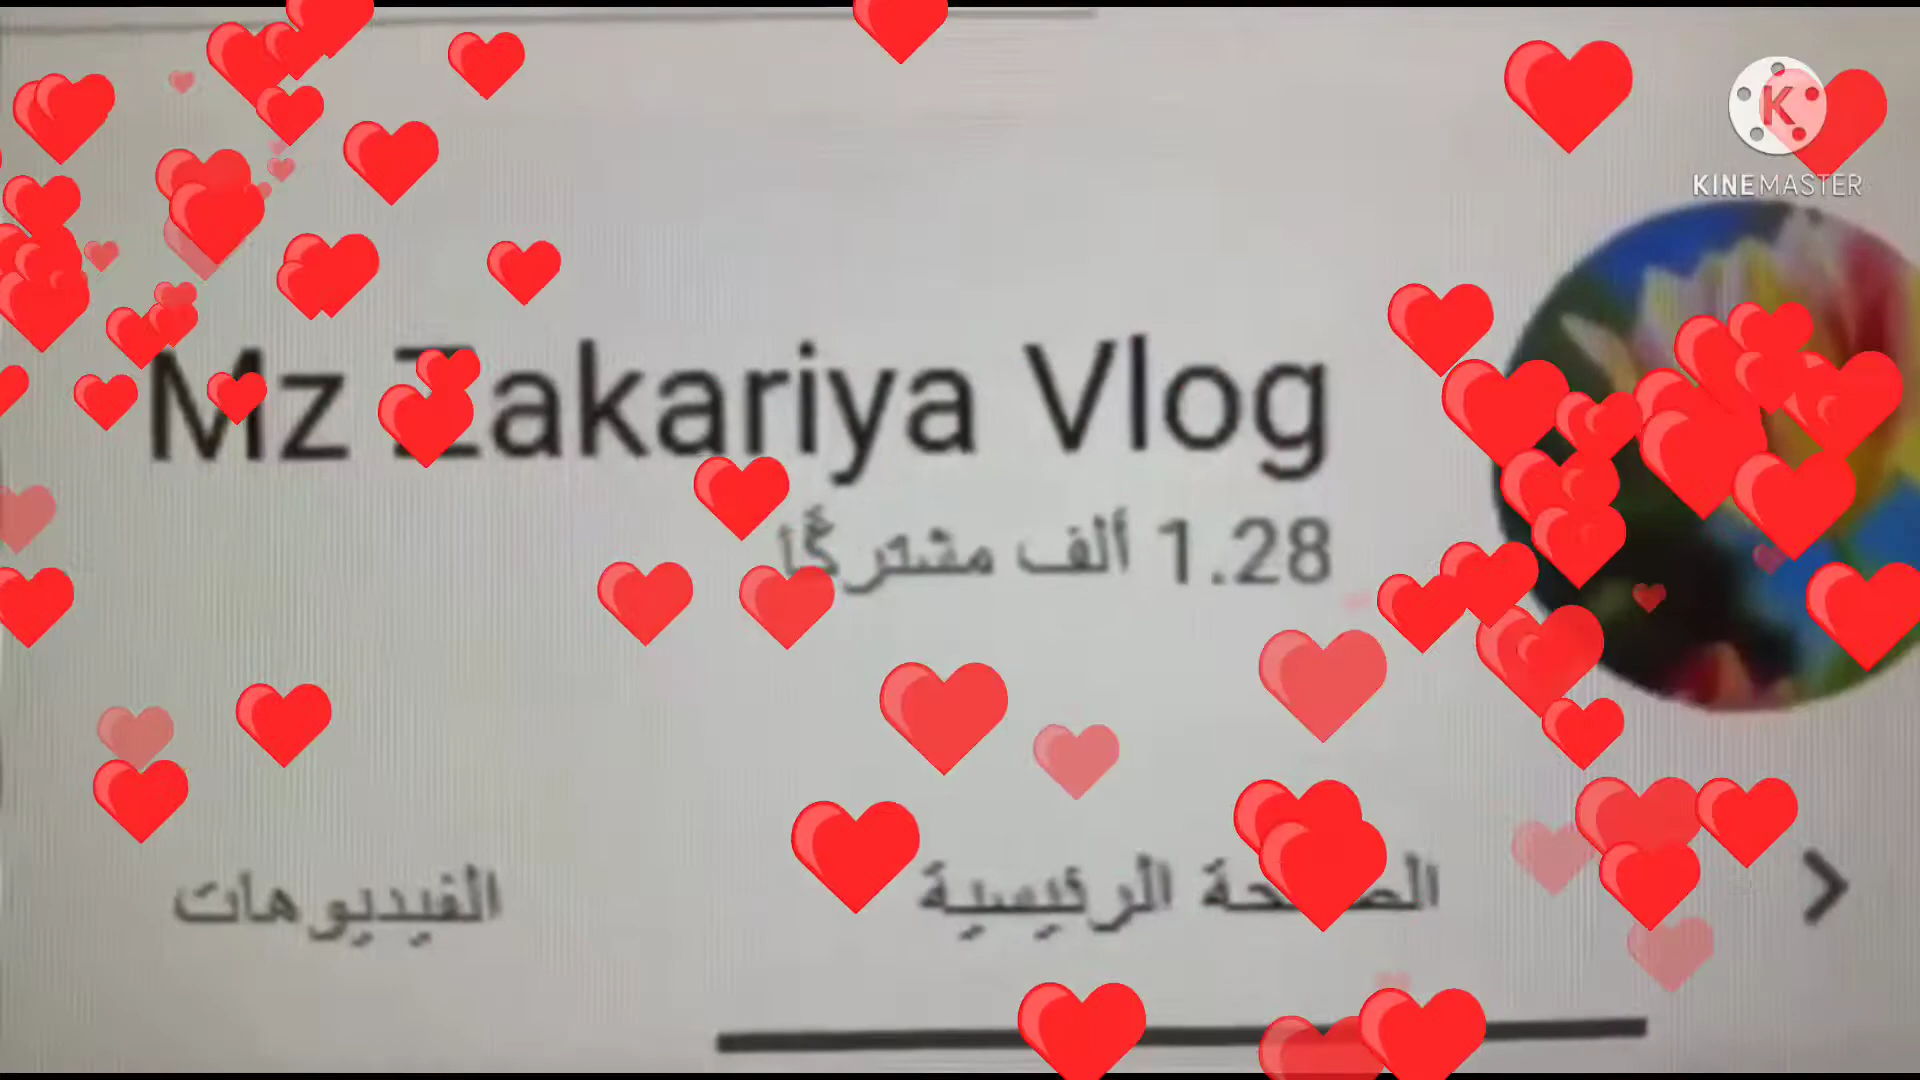 KINEMASTER
Mz Zakariya Vlog
1.28 ألف مشتركًا
الصفحة الرئيسية
الفيديوهات